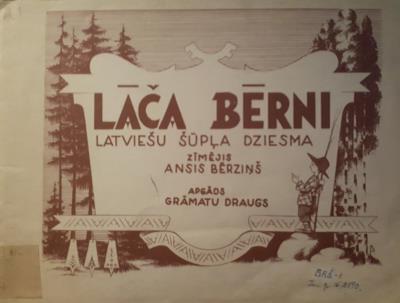 LĀČA BĒRNI
LATVIEŠU ŠŪPĻA DZIESMA
ZĪMĒJIS
ANSIS BĒRZIŅŠ
APGĀDS
GRĀMATU DRAUGS